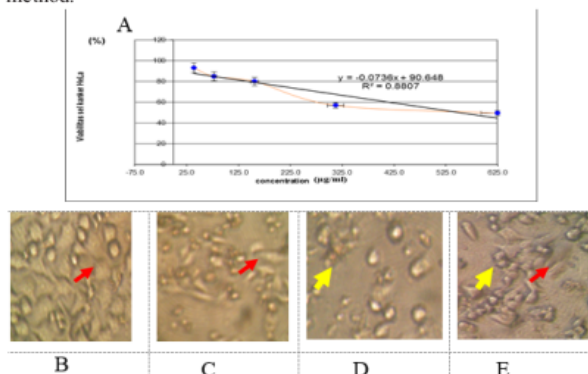 method.
A
(%)
120
100
80
60
40
20
0
y = -0.0736x + 90.648
R² = 0.8807
Viabilitas sel kanker HeLa
-75.0 25.0 125.0 225.0 325.0 425.0 525.0 625.0
concentration (µg/ml)
B C D E